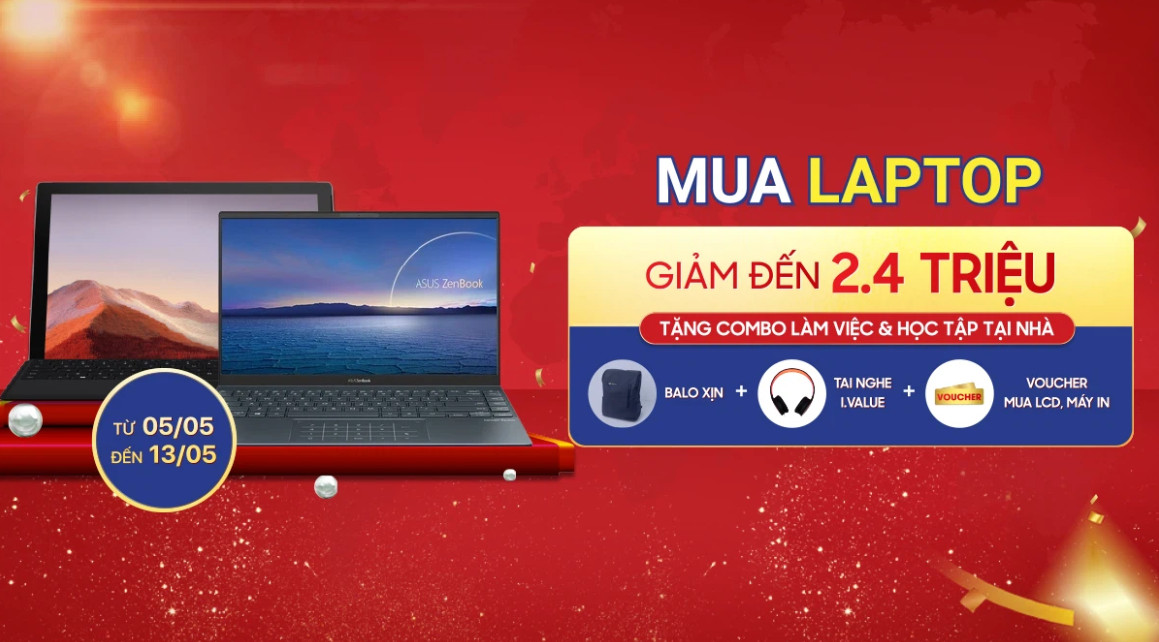 MUA LAPTOP
GIẢM ĐẾN 2.4 TRIỆU
TẶNG COMBO LÀM VIỆC & HỌC TẬP TẠI NHÀ
BALO XỊN + TAI NGHE
I.VALUE + VOUCHER
MUA LCD, MÁY IN
VOUCHER
ASUS ZenBook
TỪ 05/05
ĐẾN 13/05